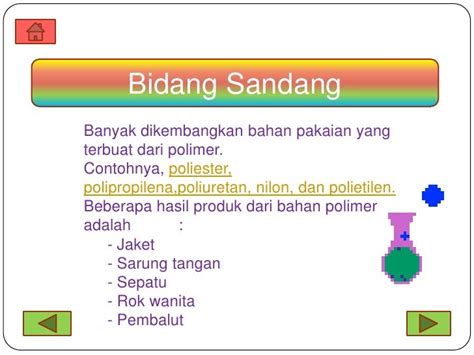 Bidang Sandang
Banyak dikembangkan bahan pakaian yang
terbuat dari polimer.
Contohnya, poliester,
polipropilena,poliuretan, nilon, dan polietilen.
Beberapa hasil produk dari bahan polimer
adalah :
- Jaket
- Sarung tangan
- Sepatu
- Rok wanita
- Pembalut